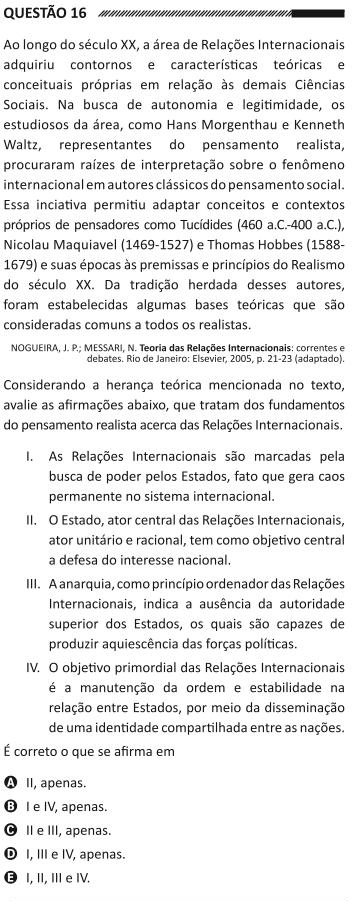 QUESTÃO 16
Ao longo do século XX, a área de Relações Internacionais
adquiriu contornos e características teóricas e
conceituais próprias em relação às demais Ciências
Sociais. Na busca de autonomia e legitimidade, os
estudiosos da área, como Hans Morgenthau e Kenneth
Waltz, representantes do pensamento realista,
procuraram raízes de interpretação sobre o fenômeno
internacional em autores clássicos do pensamento social.
Essa inciativa permitiu adaptar conceitos e contextos
próprios de pensadores como Tucídides (460 a.C.-400 a.C.),
Nicolau Maquiavel (1469-1527) e Thomas Hobbes (1588-
1679) e suas épocas às premissas e princípios do Realismo
do século XX. Da tradição herdada desses autores,
foram estabelecidas algumas bases teóricas que são
consideradas comuns a todos os realistas.
NOGUEIRA, J. P.; MESSARI, N. Teoria das Relações Internacionais: correntes e
debates. Rio de Janeiro: Elsevier, 2005, p. 21-23 (adaptado).
Considerando a herança teórica mencionada no texto,
avalie as afirmações abaixo, que tratam dos fundamentos
do pensamento realista acerca das Relações Internacionais.
I. As Relações Internacionais são marcadas pela
busca de poder pelos Estados, fato que gera caos
permanente no sistema internacional.
II. O Estado, ator central das Relações Internacionais,
ator unitário e racional, tem como objetivo central
a defesa do interesse nacional.
III. A anarquia, como princípio ordenador das Relações
Internacionais, indica a ausência da autoridade
superior dos Estados, os quais são capazes de
produzir aquiescência das forças políticas.
IV. O objetivo primordial das Relações Internacionais
é a manutenção da ordem e estabilidade na
relação entre Estados, por meio da disseminação
de uma identidade compartilhada entre as nações.
É correto o que se afirma em
A II, apenas.
B I e IV, apenas.
C II e III, apenas.
D I, III e IV, apenas.
E I, II, III e IV.